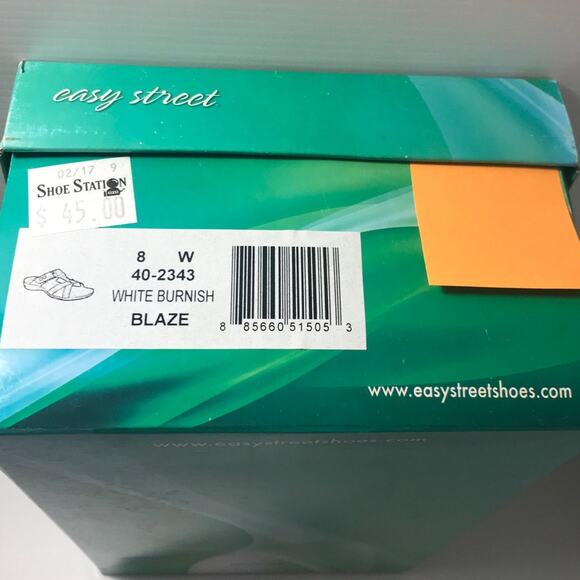 easy street
02/17 9
SHOE STATION
$ 45.00
8 W
40-2343
WHITE BURNISH
BLAZE
8 85660 51505 3
www.easystreetshoes.com
www.easystreetshoes.com